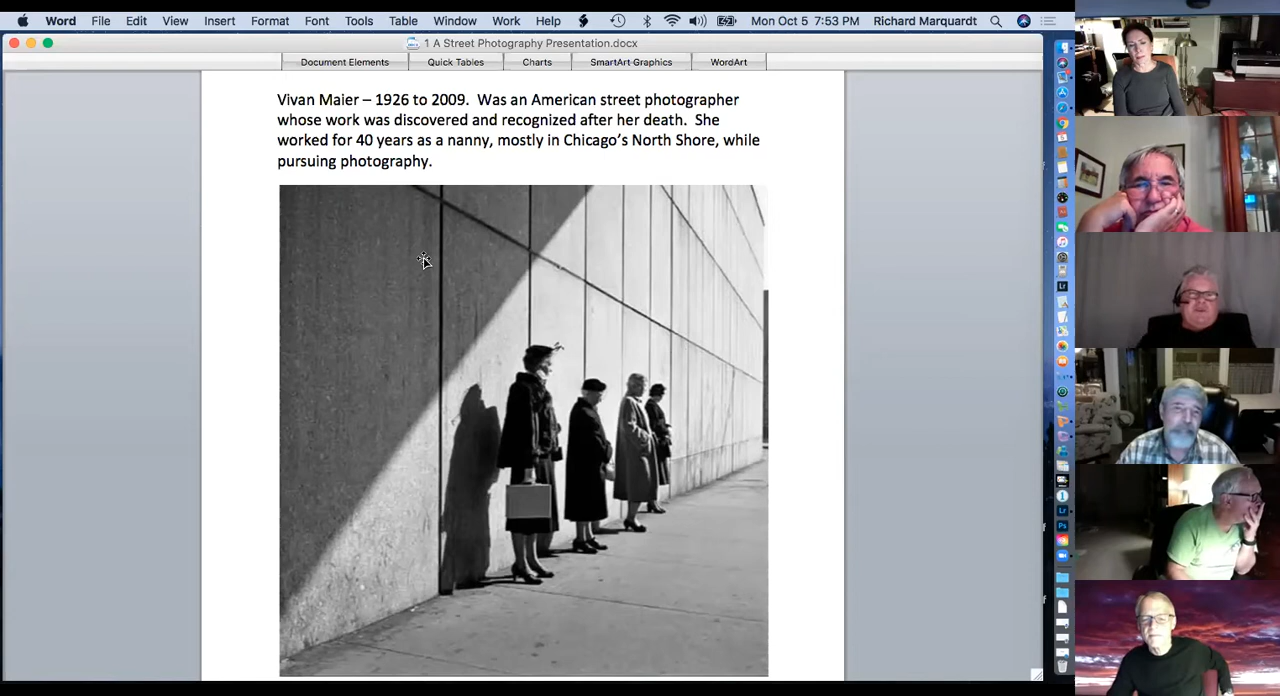 Word File Edit View Insert Format Font Tools Table Window Work Help Mon Oct 5 7:53 PM Richard Marquardt
1 A Street Photography Presentation.docx
Document Elements Quick Tables Charts SmartArt Graphics WordArt
Vivan Maier – 1926 to 2009. Was an American street photographer
whose work was discovered and recognized after her death. She
worked for 40 years as a nanny, mostly in Chicago’s North Shore, while
pursuing photography.
Lr
Lr
Ps